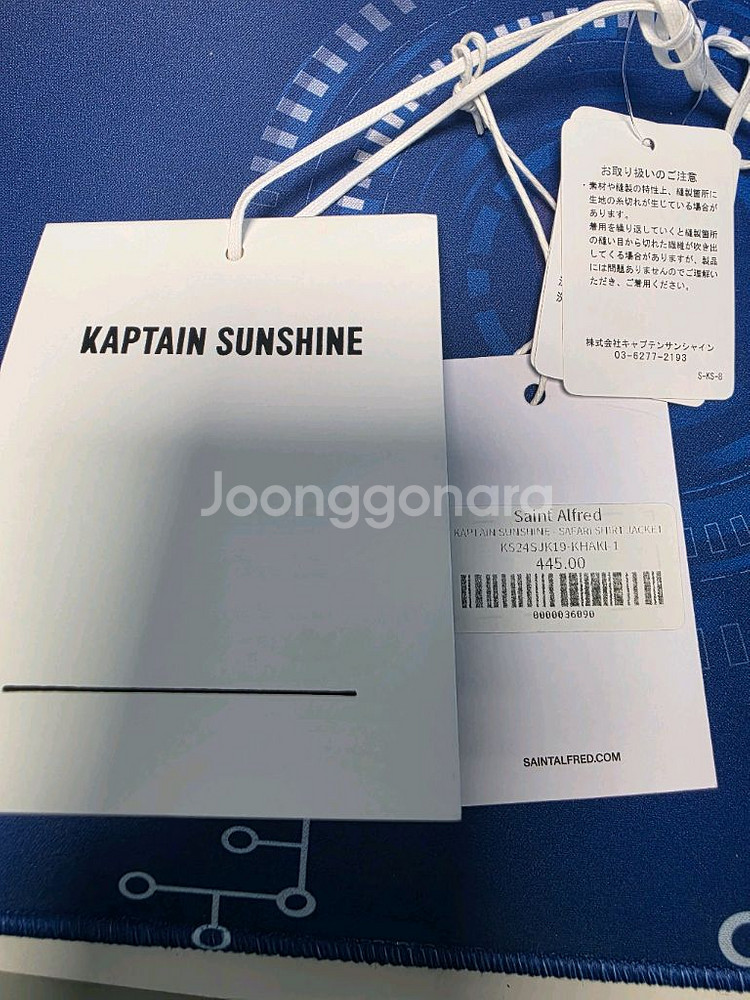 KAPTAIN SUNSHINE
お取り扱いのご注意
・素材や縫製の特性上、縫製箇所に
生地の糸切れが生じている場合が
あります。
着用を繰り返していくと縫製箇所
の縫い目から切れた繊維が吹き出
してくる場合がありますが、製品
には問題ありませんのでご理解い
ただき、ご着用ください。
株式会社キャプテンサンシャイン
03-6277-2193
S-KS-8
Joonggonara
Saint Alfred
KAPTAIN SUNSHINE - SAFARI SHIRT JACKET
KS24SJK19-KHAKI-1
445.00
0000036890
SAINTALFRED.COM